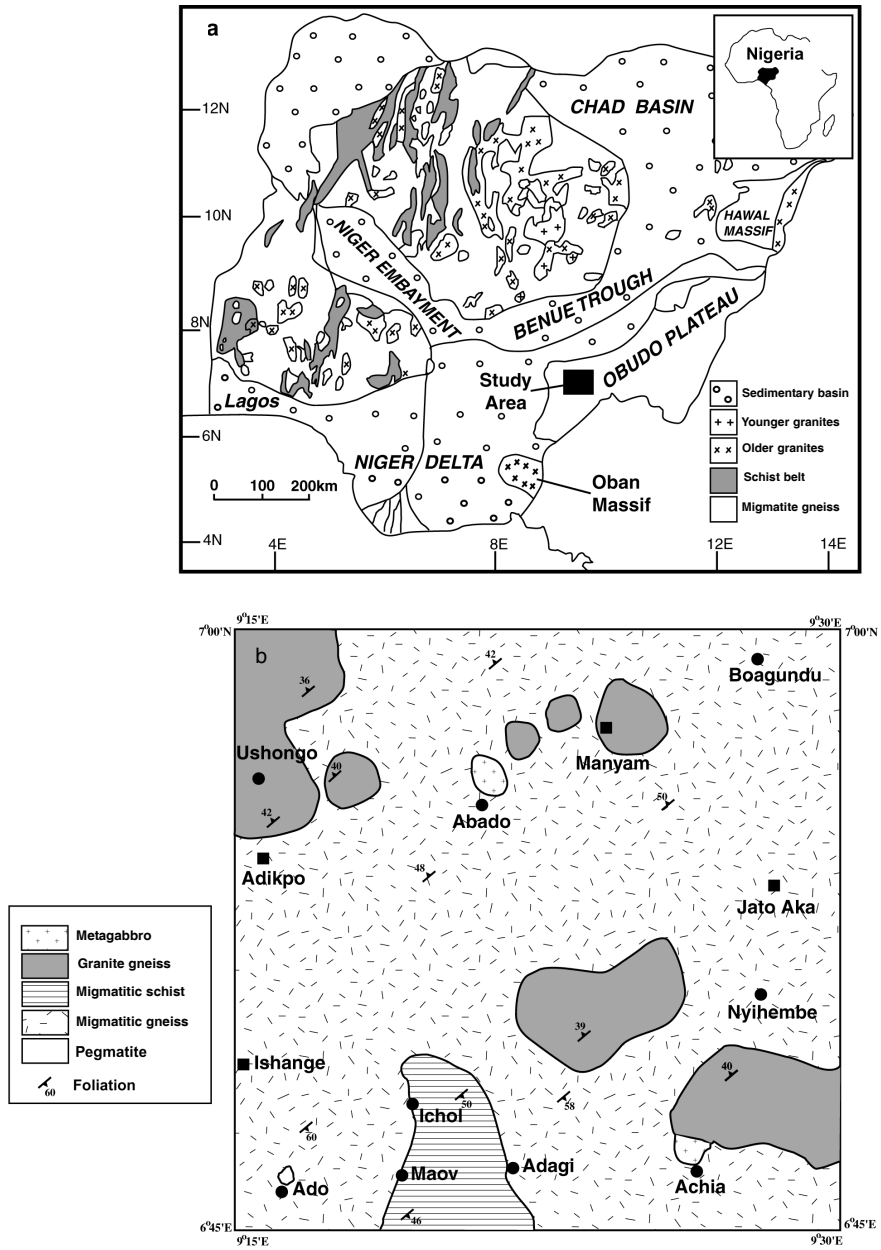 a
Nigeria
12N
CHAD BASIN
10N
HAWAL
MASSIF
NIGER EMBAYMENT
BENUE TROUGH
8N
OBUDO PLATEAU
Study
Area
Lagos
Sedimentary basin
Younger granites
Older granites
Schist belt
Migmatite gneiss
6N
NIGER DELTA
0 100 200km
Oban
Massif
4N
4E 8E 12E 14E
9°15'E 9°30'E
7°00'N 7°00'N
b
42
Boagundu
36
Ushongo
40
Manyam
42
50
Abado
Adikpo
48
Jato Aka
Metagabbro
Granite gneiss
Migmatitic schist
Migmatitic gneiss
Pegmatite
60 Foliation
Nyihembe
39
Ishange
40
50
58
Ichol
60
Adagi
Maov
Achia
Ado
46
6°45'N 6°45'E
9°15'E 9°30'E